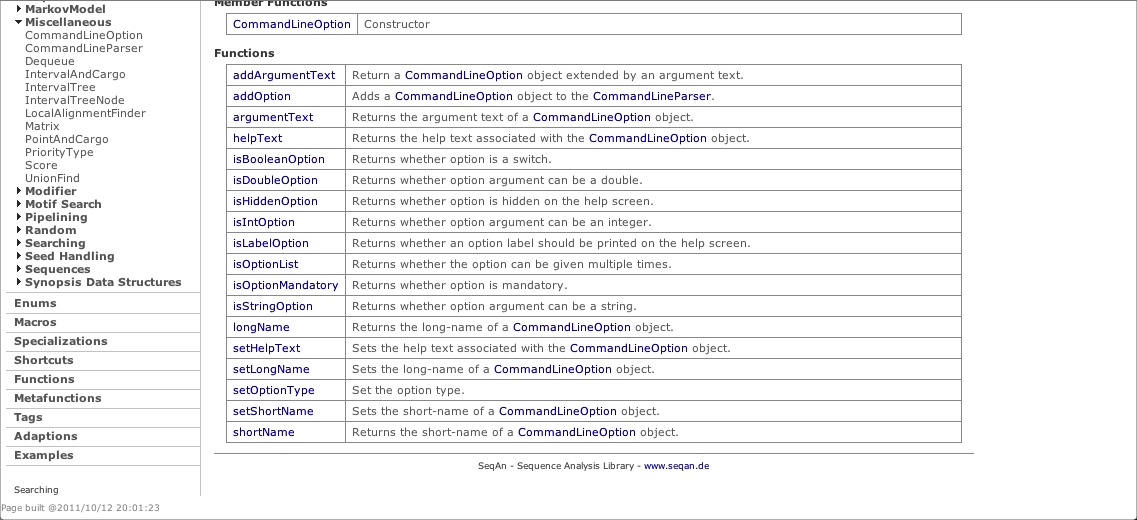 MarkovModel
Miscellaneous
CommandLineOption
CommandLineParser
Dequeue
IntervalAndCargo
IntervalTree
IntervalTreeNode
LocalAlignmentFinder
Matrix
PointAndCargo
PriorityType
Score
UnionFind
Modifier
Motif Search
Pipelining
Random
Searching
Seed Handling
Sequences
Synopsis Data Structures
Enums
Macros
Specializations
Shortcuts
Functions
Metafunctions
Tags
Adaptions
Examples
Searching
Page built @2011/10/12 20:01:23
Member Functions
CommandLineOption Constructor
Functions
addArgumentText Return a CommandLineOption object extended by an argument text.
addOption Adds a CommandLineOption object to the CommandLineParser.
argumentText Returns the argument text of a CommandLineOption object.
helpText Returns the help text associated with the CommandLineOption object.
isBooleanOption Returns whether option is a switch.
isDoubleOption Returns whether option argument can be a double.
isHiddenOption Returns whether option is hidden on the help screen.
isIntOption Returns whether option argument can be an integer.
isLabelOption Returns whether an option label should be printed on the help screen.
isOptionList Returns whether the option can be given multiple times.
isOptionMandatory Returns whether option is mandatory.
isStringOption Returns whether option argument can be a string.
longName Returns the long-name of a CommandLineOption object.
setHelpText Sets the help text associated with the CommandLineOption object.
setLongName Sets the long-name of a CommandLineOption object.
setOptionType Set the option type.
setShortName Sets the short-name of a CommandLineOption object.
shortName Returns the short-name of a CommandLineOption object.
SeqAn - Sequence Analysis Library - www.seqan.de